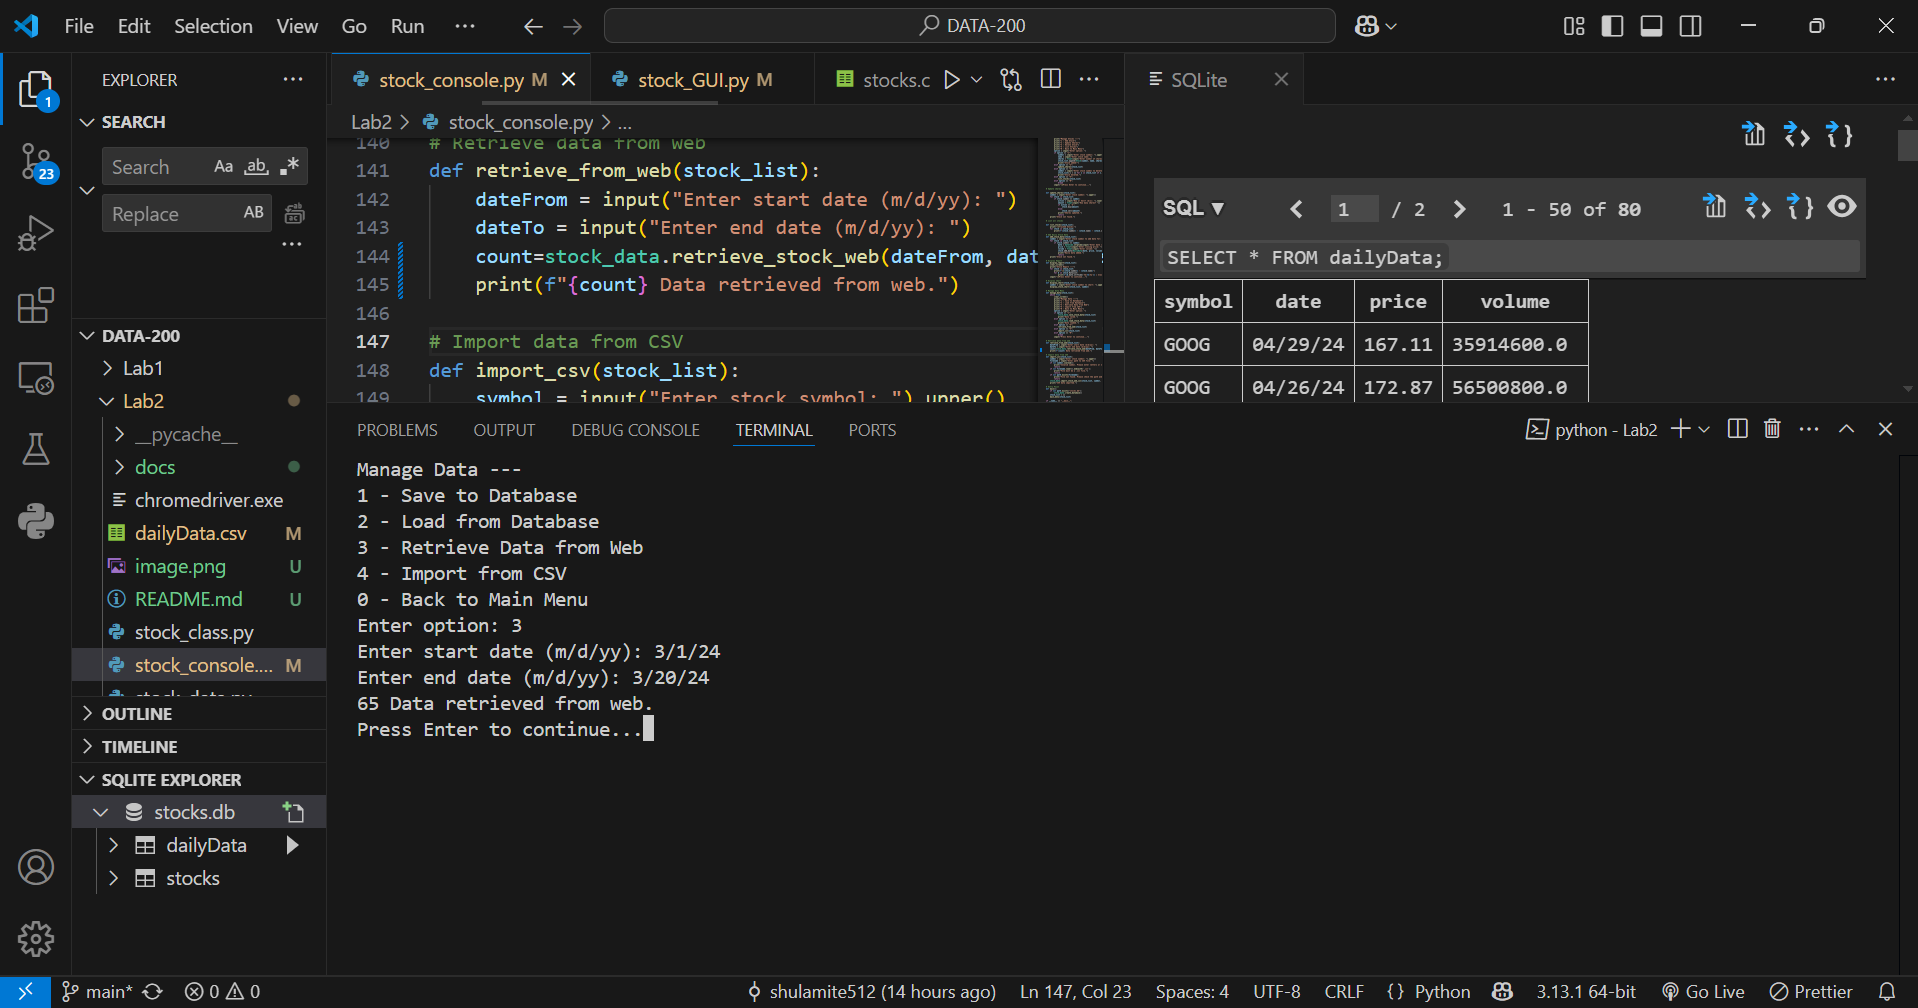 File Edit Selection View Go Run ··· DATA-200
EXPLORER ···
1
23
SEARCH
Search Aa ab .*
Replace AB
···
DATA-200
Lab1
Lab2
__pycache__
docs
chromedriver.exe
dailyData.csv M
image.png U
README.md U
stock_class.py
stock_console.... M
stock_data.py
OUTLINE
TIMELINE
SQLITE EXPLORER
stocks.db
dailyData
stocks
stock_console.py M stock_GUI.py M stocks.c ···
Lab2 > stock_console.py > ...
140 # Retrieve data from web
141 def retrieve_from_web(stock_list):
142 dateFrom = input("Enter start date (m/d/yy): ")
143 dateTo = input("Enter end date (m/d/yy): ")
144 count=stock_data.retrieve_stock_web(dateFrom, dat
145 print(f"{count} Data retrieved from web.")
146
147 # Import data from CSV
148 def import_csv(stock_list):
149 symbol = input("Enter stock symbol: ").upper()
SQLite ···
SQL ▼ < 1 / 2 > 1 - 50 of 80
SELECT * FROM dailyData;
symbol date price volume
GOOG 04/29/24 167.11 35914600.0
GOOG 04/26/24 172.87 56500800.0
PROBLEMS OUTPUT DEBUG CONSOLE TERMINAL PORTS python - Lab2 ···
Manage Data ---
1 - Save to Database
2 - Load from Database
3 - Retrieve Data from Web
4 - Import from CSV
0 - Back to Main Menu
Enter option: 3
Enter start date (m/d/yy): 3/1/24
Enter end date (m/d/yy): 3/20/24
65 Data retrieved from web.
Press Enter to continue...
main* 0 0 shulamite512 (14 hours ago) Ln 147, Col 23 Spaces: 4 UTF-8 CRLF {} Python 3.13.1 64-bit Go Live Prettier